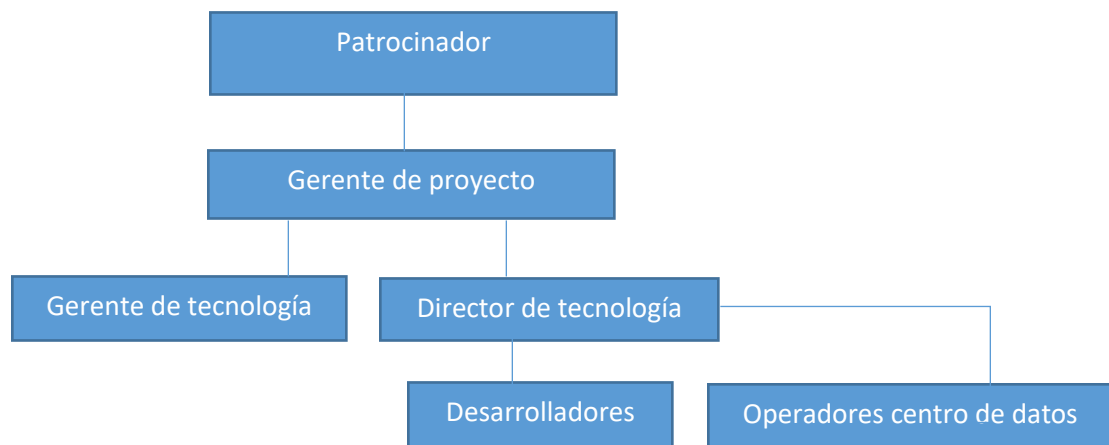 Patrocinador
Gerente de proyecto
Gerente de tecnología
Director de tecnología
Desarrolladores
Operadores centro de datos